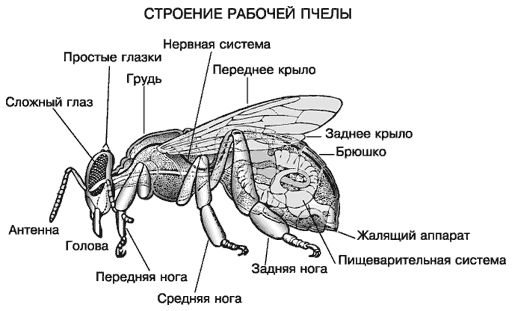 СТРОЕНИЕ РАБОЧЕЙ ПЧЕЛЫ
Нервная система
Простые глазки
Переднее крыло
Грудь
Сложный глаз
Заднее крыло
Брюшко
Антенна
Голова
Жалящий аппарат
Пищеварительная система
Передняя нога
Задняя нога
Средняя нога